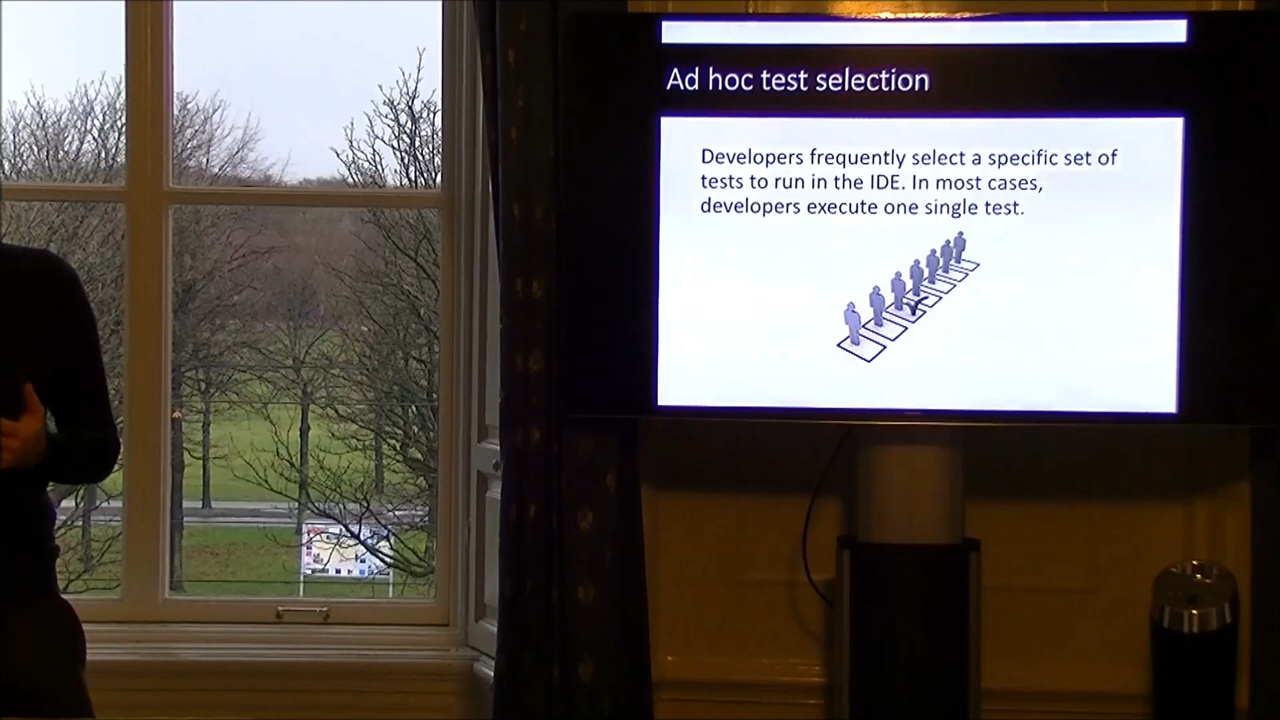 Ad hoc test selection
Developers frequently select a specific set of
tests to run in the IDE. In most cases,
developers execute one single test.